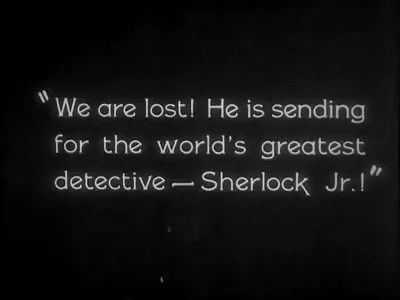 "We are lost! He is sending
for the world's greatest
detective — Sherlock Jr.!"